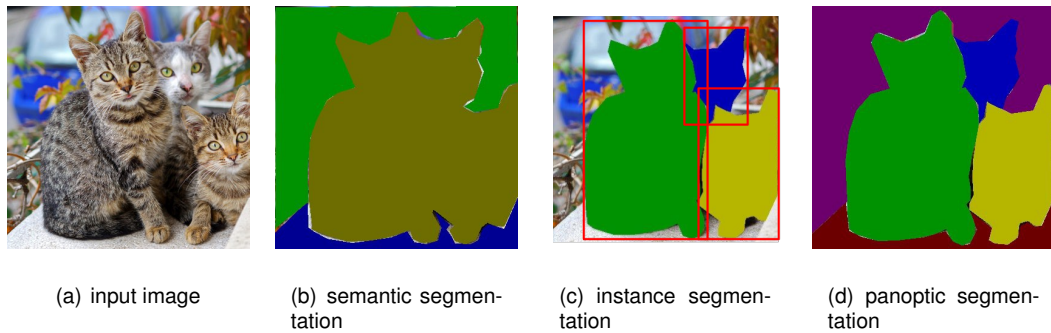 (a) input image
(b) semantic segmen-
tation
(c) instance segmen-
tation
(d) panoptic segmen-
tation